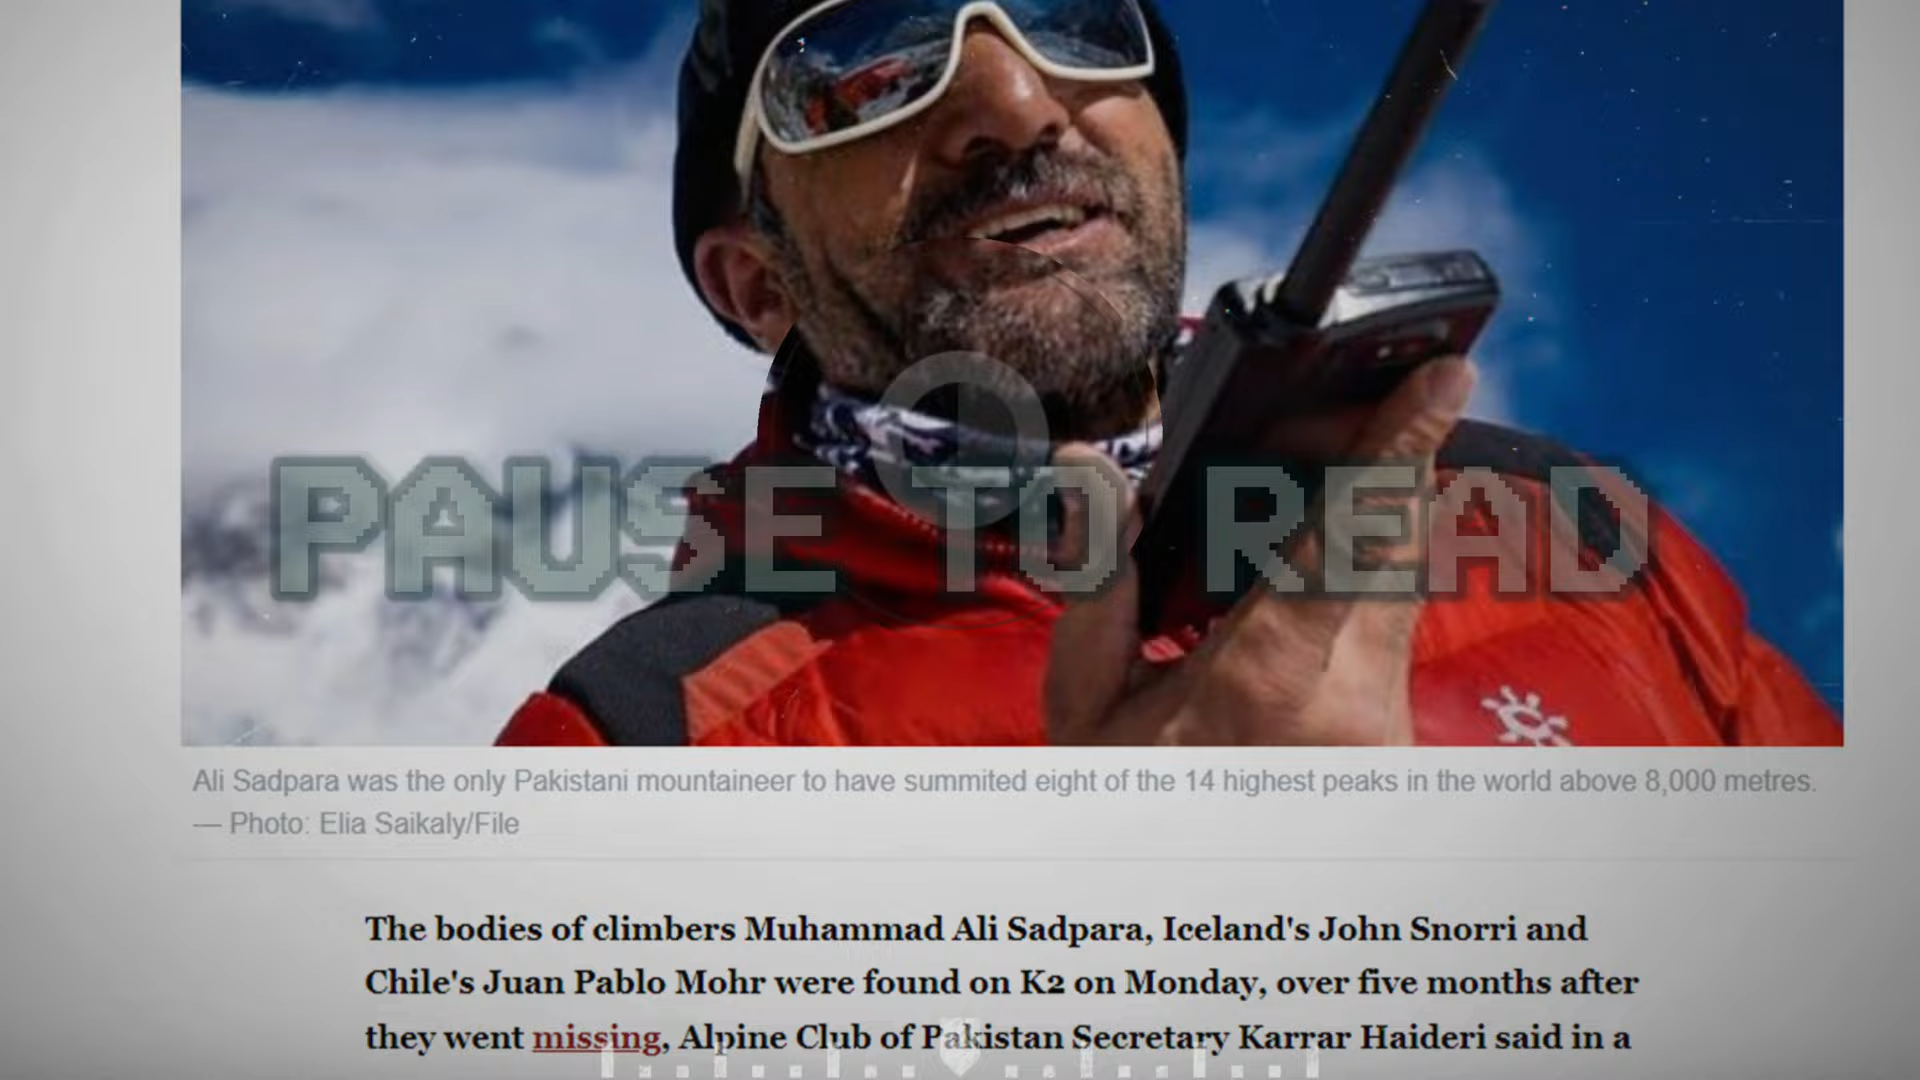 PAUSE TO READ
Ali Sadpara was the only Pakistani mountaineer to have summited eight of the 14 highest peaks in the world above 8,000 metres.
— Photo: Elia Saikaly/File
The bodies of climbers Muhammad Ali Sadpara, Iceland's John Snorri and
Chile's Juan Pablo Mohr were found on K2 on Monday, over five months after
they went missing, Alpine Club of Pakistan Secretary Karrar Haideri said in a